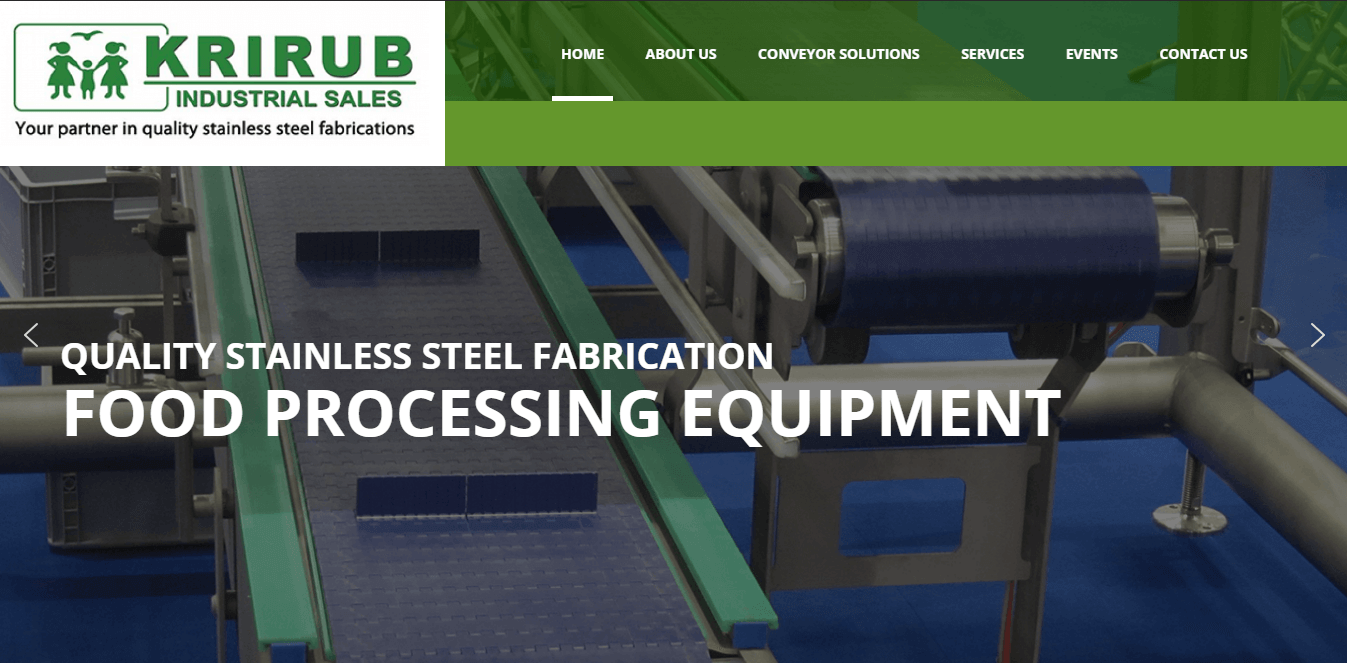 KRIRUB
INDUSTRIAL SALES
Your partner in quality stainless steel fabrications
HOME ABOUT US CONVEYOR SOLUTIONS SERVICES EVENTS CONTACT US
QUALITY STAINLESS STEEL FABRICATION
FOOD PROCESSING EQUIPMENT